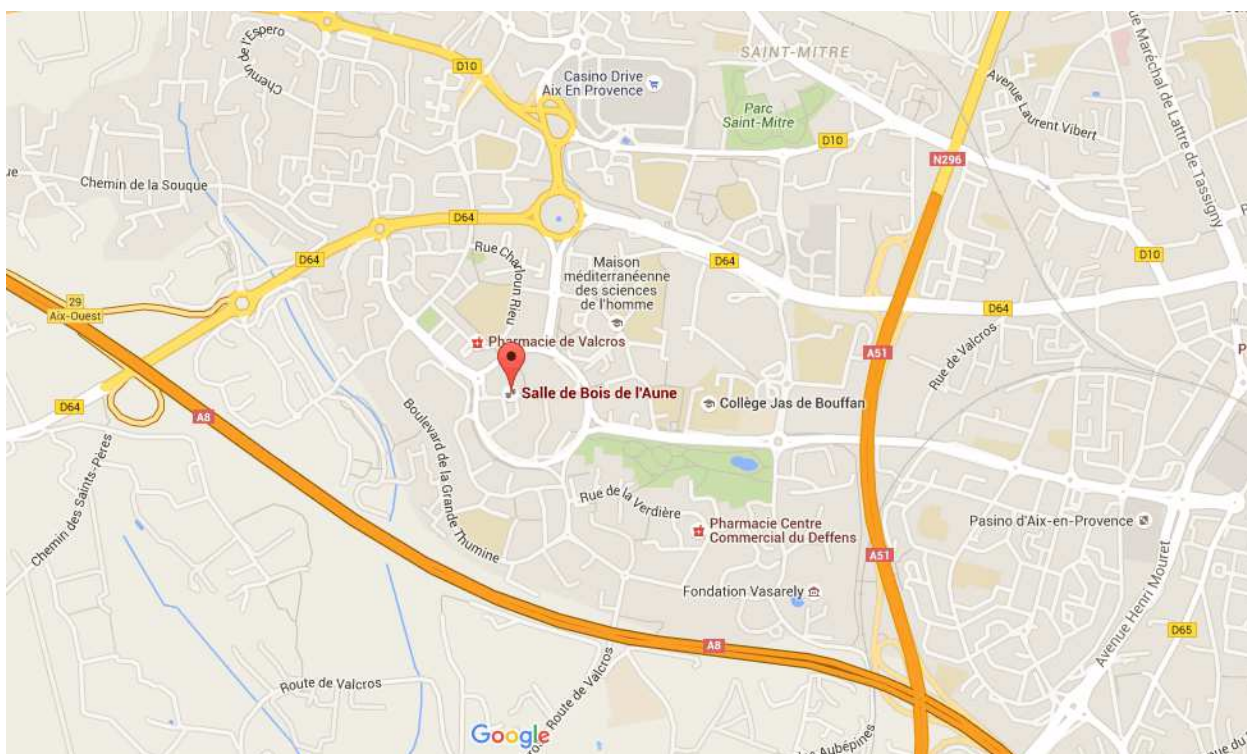 Chemin de l'Espero
D10
Casino Drive
Aix En Provence
SAINT-MITRE
Parc
Saint-Mitre
D10
Avenue Laurent Vibert
Rue Maréchal de Lattre de Tassigny
N296
Chemin de la Souque
D64
D64
Rue Charloun Rieu
Maison
méditerranéenne
des sciences
de l'homme
D64
D10
29
Aix-Ouest
D64
Pharmacie de Valcros
A51
Rue de Valcros
Salle de Bois de l'Aune
Collège Jas de Bouffan
D64
A8
Boulevard de la Grande Thumine
Chemin des Saints-Pères
Rue de la Verdière
Pharmacie Centre
Commercial du Deffens
Pasino d'Aix-en-Provence
A51
Fondation Vasarely
Avenue Henri Mouret
D65
A8
Route de Valcros
Route de Valcros
Google
Aubépines